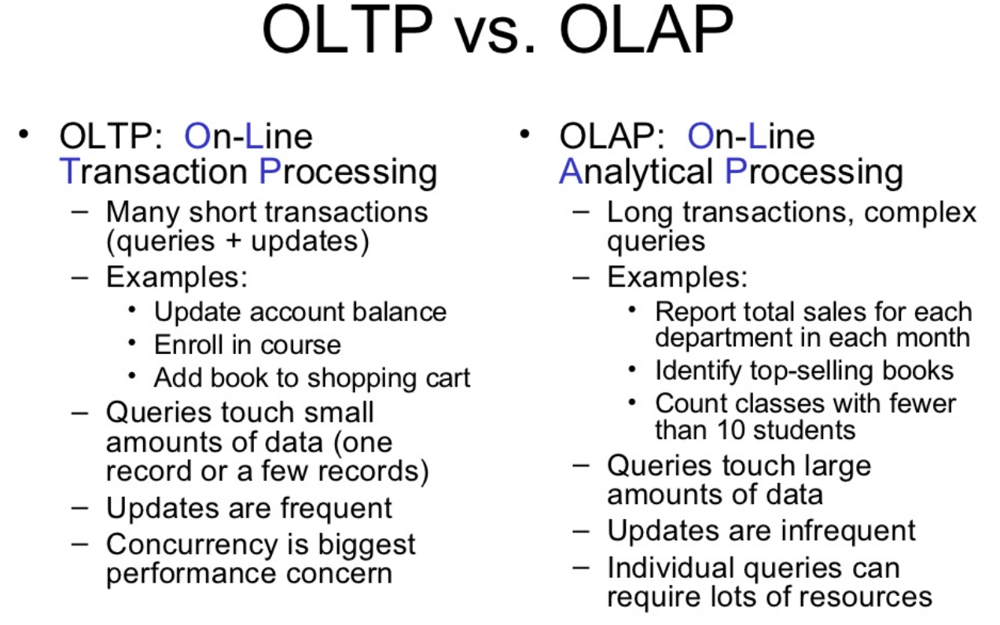 OLTP vs. OLAP
• OLTP: On-Line
Transaction Processing
– Many short transactions
(queries + updates)
– Examples:
• Update account balance
• Enroll in course
• Add book to shopping cart
– Queries touch small
amounts of data (one
record or a few records)
– Updates are frequent
– Concurrency is biggest
performance concern
• OLAP: On-Line
Analytical Processing
– Long transactions, complex
queries
– Examples:
• Report total sales for each
department in each month
• Identify top-selling books
• Count classes with fewer
than 10 students
– Queries touch large
amounts of data
– Updates are infrequent
– Individual queries can
require lots of resources